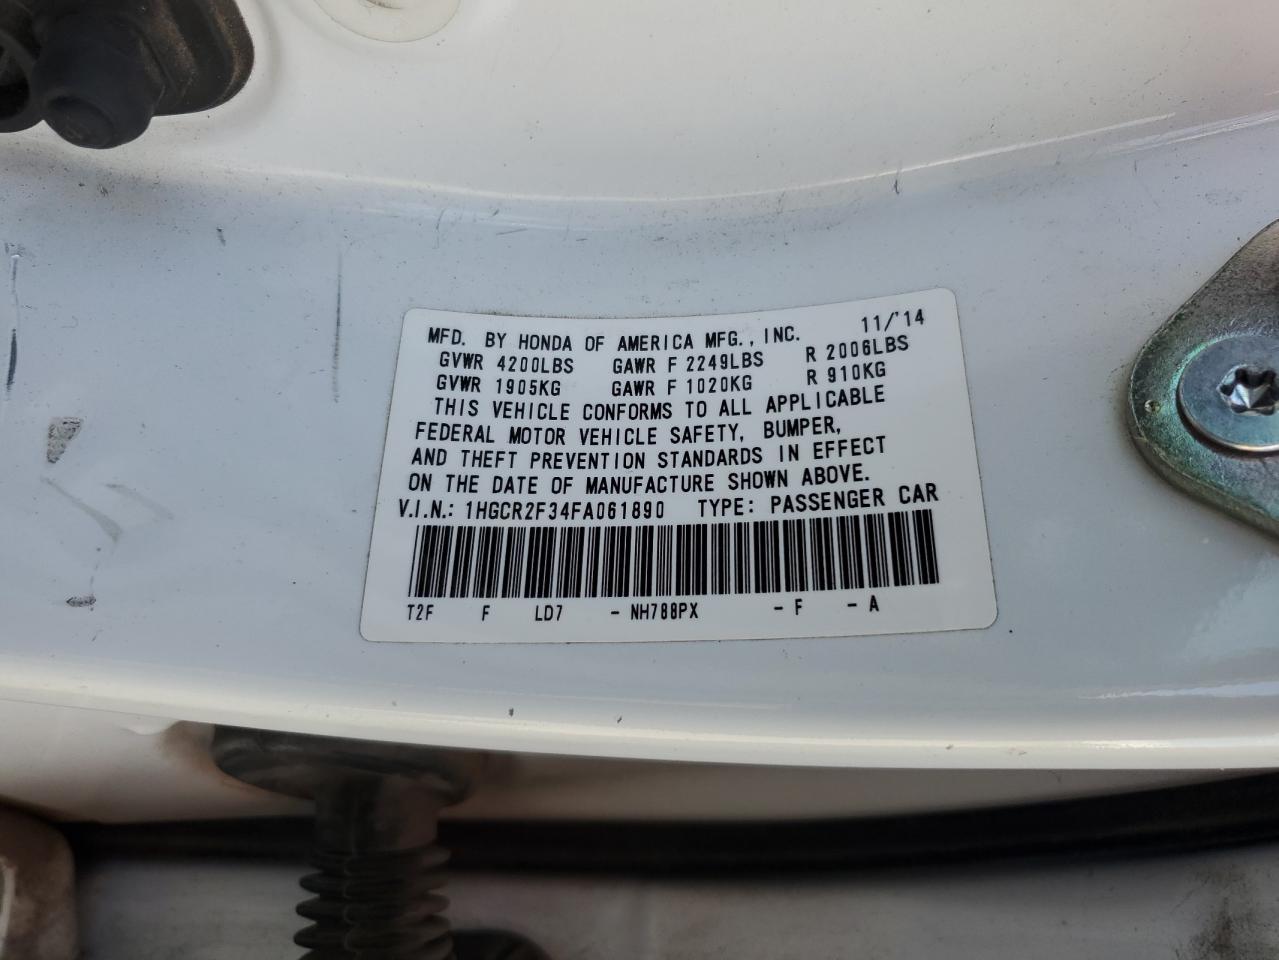 MFD. BY HONDA OF AMERICA MFG., INC. 11/'14
GVWR 4200LBS GAWR F 2249LBS R 2006LBS
GVWR 1905KG GAWR F 1020KG R 910KG
THIS VEHICLE CONFORMS TO ALL APPLICABLE
FEDERAL MOTOR VEHICLE SAFETY, BUMPER,
AND THEFT PREVENTION STANDARDS IN EFFECT
ON THE DATE OF MANUFACTURE SHOWN ABOVE.
V.I.N.: 1HGCR2F34FA061890 TYPE: PASSENGER CAR
T2F F LD7 - NH788PX - F - A